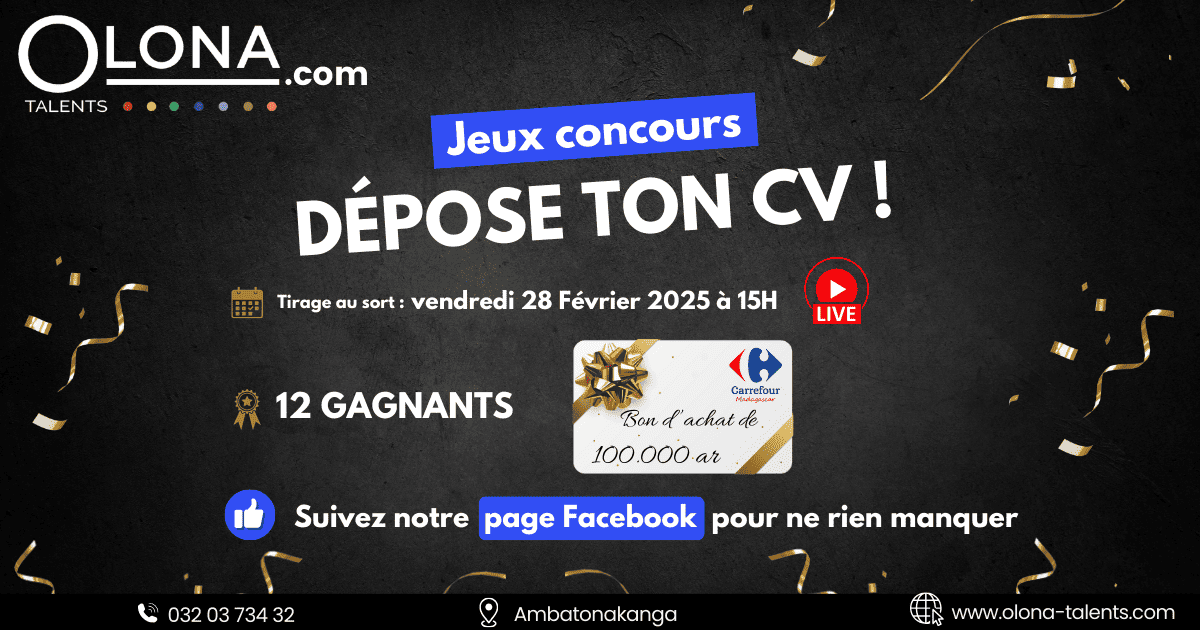 OLONA.com
TALENTS
Jeux concours
DÉPOSE TON CV !
Tirage au sort : vendredi 28 Février 2025 à 15H
LIVE
12 GAGNANTS
Carrefour
Madagascar
Bon d'achat de
100.000 ar
Suivez notre page Facebook pour ne rien manquer
032 03 734 32
Ambatonakanga
www.olona-talents.com